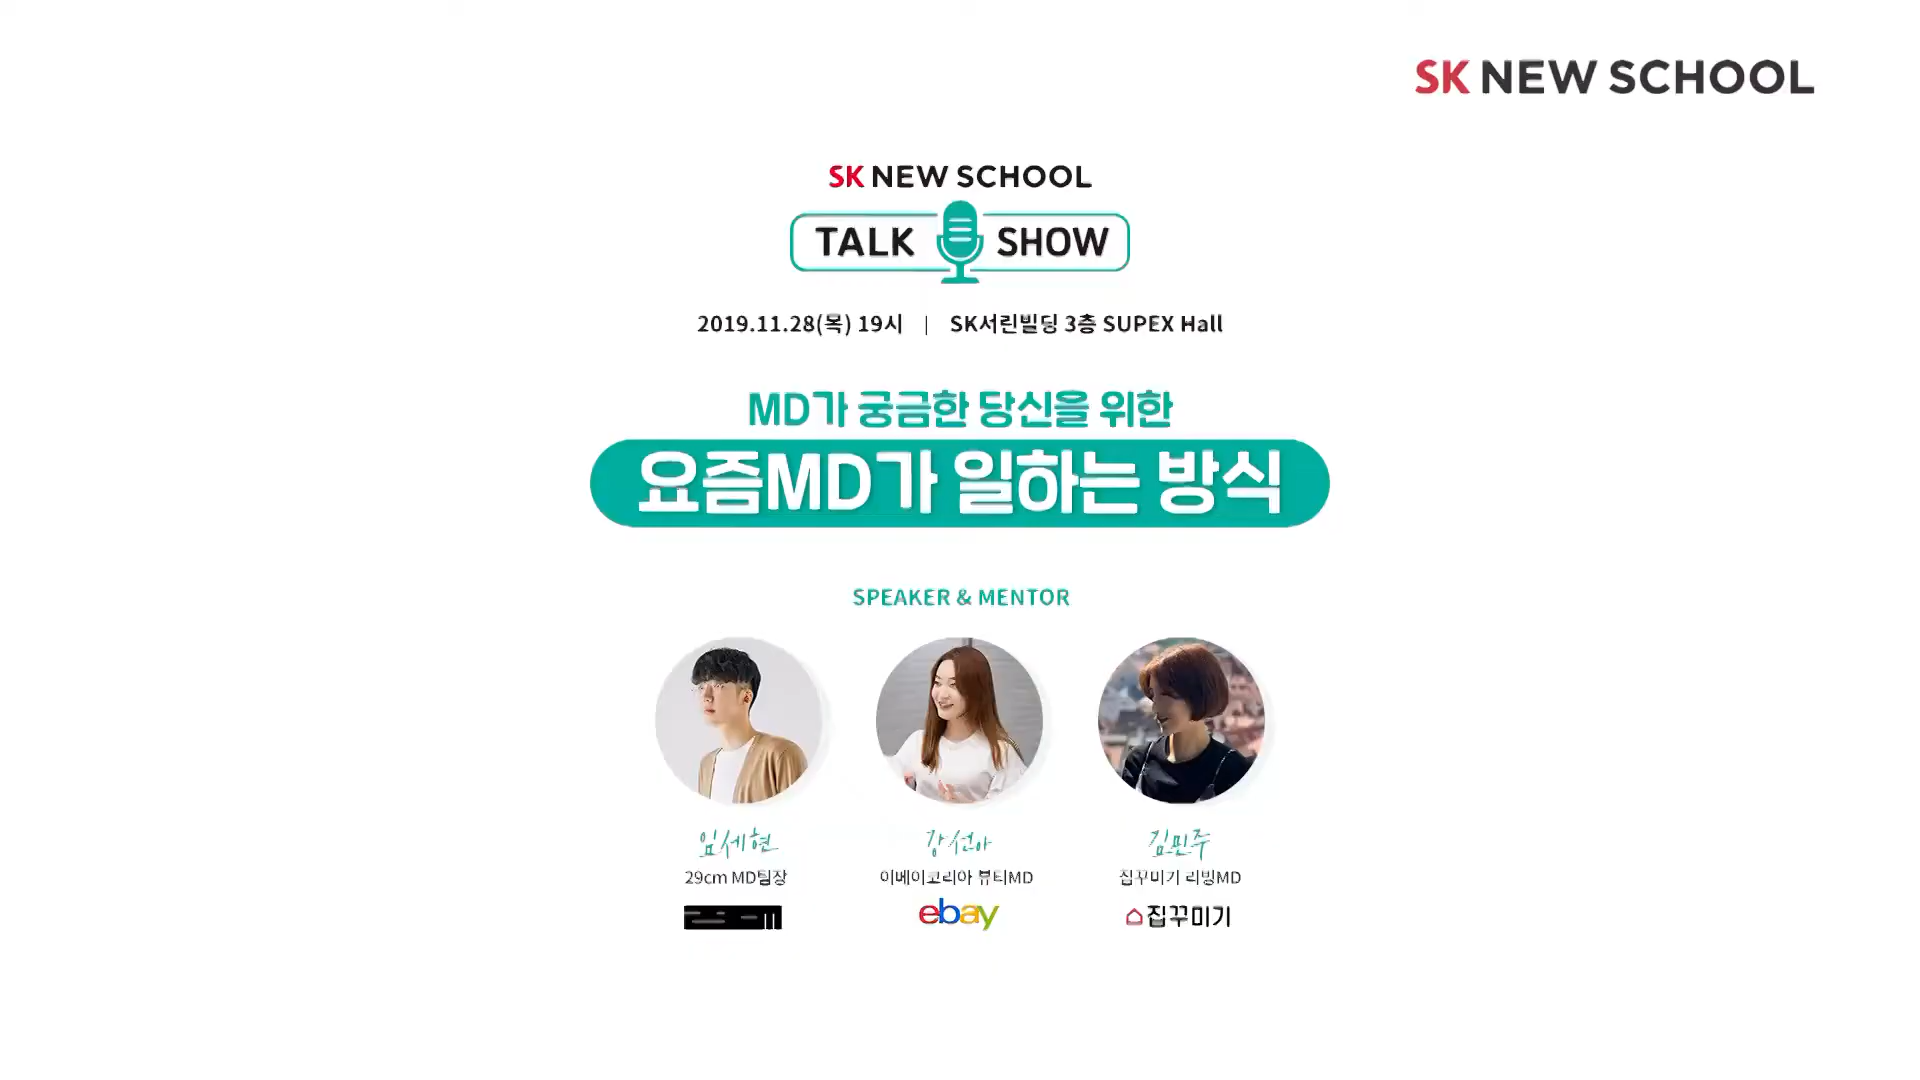 SK NEW SCHOOL
SK NEW SCHOOL
TALK SHOW
2019.11.28(목) 19시 | SK서린빌딩 3층 SUPEX Hall
MD가 궁금한 당신을 위한
요즘MD가 일하는 방식
SPEAKER & MENTOR
임세현 강선아 김민주
29cm MD팀장 이베이코리아 뷰티MD 집꾸미기 리빙MD
ebay 집꾸미기